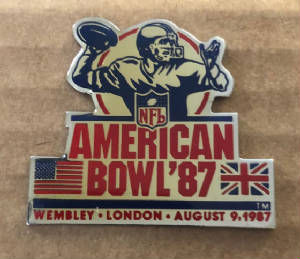 NFL
AMERICAN
BOWL '87
TM
WEMBLEY • LONDON • AUGUST 9, 1987